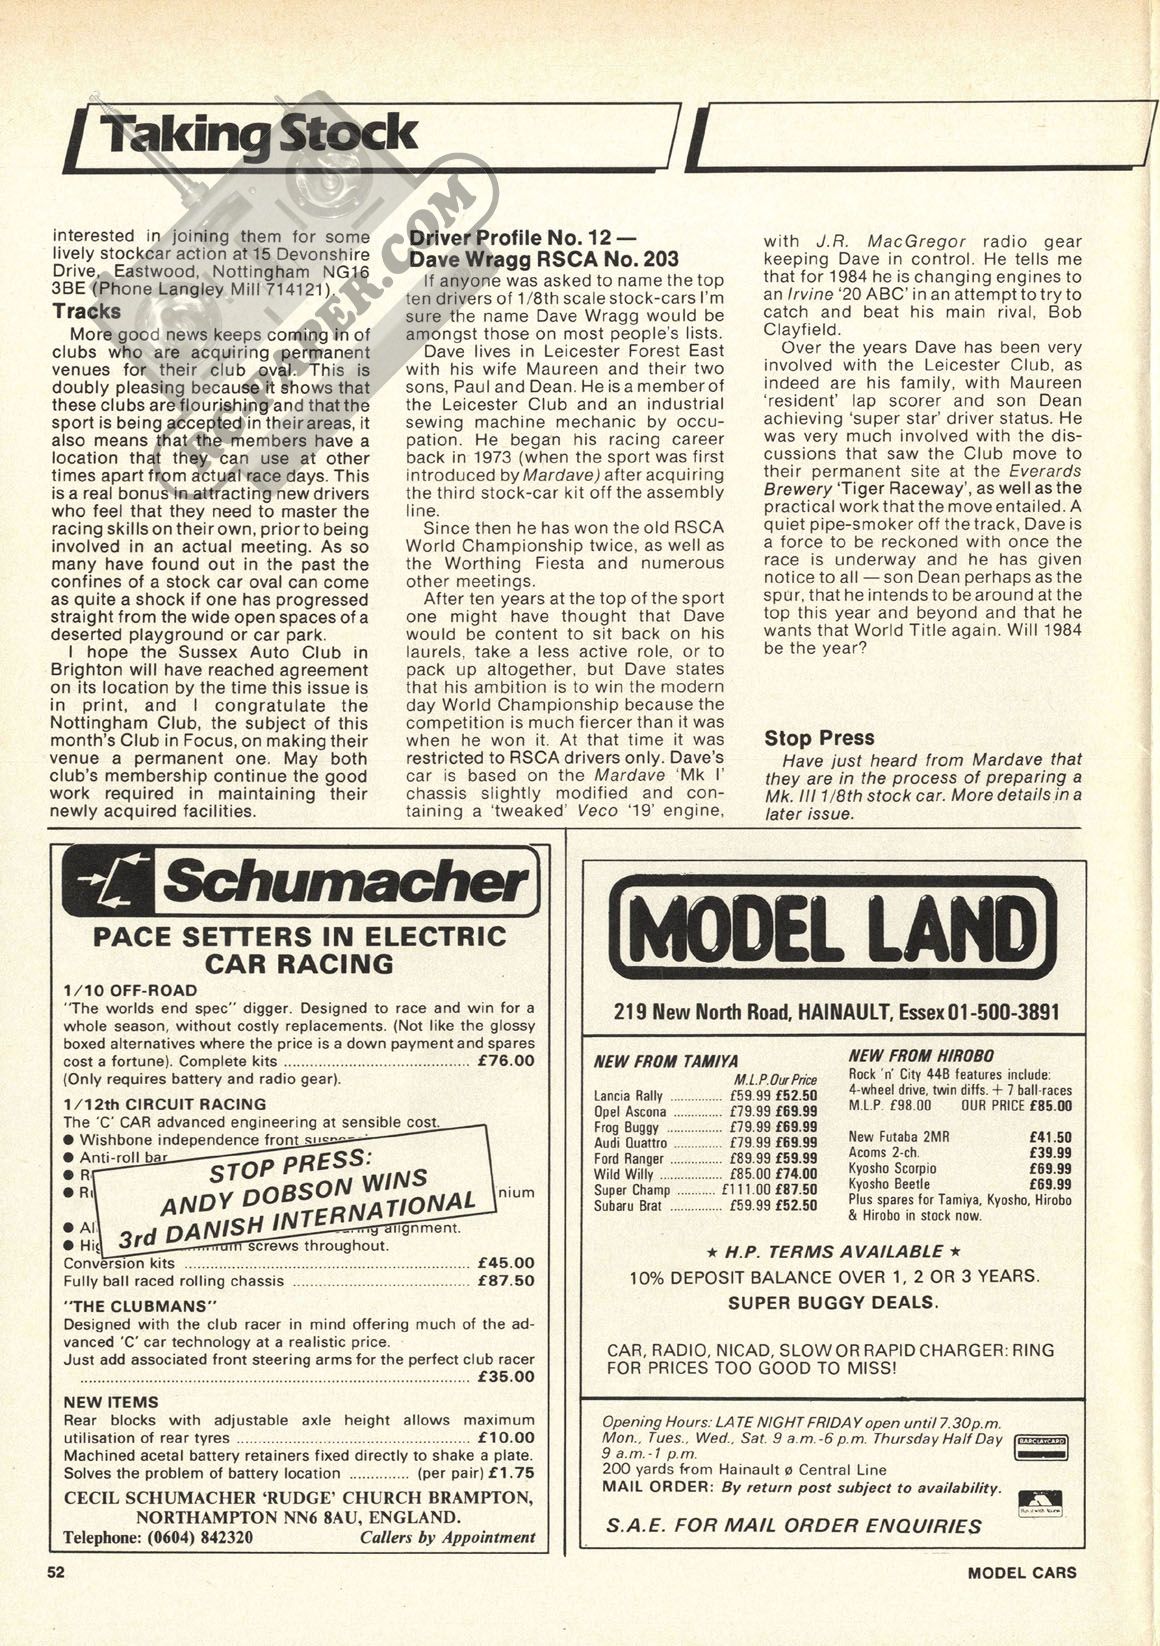 Taking Stock
interested in joining them for some
lively stockcar action at 15 Devonshire
Drive, Eastwood, Nottingham NG16
3BE (Phone Langley Mill 714121).
Tracks
More good news keeps coming in of
clubs who are acquiring permanent
venues for their club oval. This is
doubly pleasing because it shows that
these clubs are flourishing and that the
sport is being accepted in their areas, it
also means that the members have a
location that they can use at other
times apart from actual race days. This
is a real bonus in attracting new drivers
who feel that they need to master the
racing skills on their own, prior to being
involved in an actual meeting. As so
many have found out in the past the
confines of a stock car oval can come
as quite a shock if one has progressed
straight from the wide open spaces of a
deserted playground or car park.
I hope the Sussex Auto Club in
Brighton will have reached agreement
on its location by the time this issue is
in print, and I congratulate the
Nottingham Club, the subject of this
month's Club in Focus, on making their
venue a permanent one. May both
club's membership continue the good
work required in maintaining their
newly acquired facilities.
Driver Profile No. 12 —
Dave Wragg RSCA No. 203
If anyone was asked to name the top
ten drivers of 1/8th scale stock-cars I'm
sure the name Dave Wragg would be
amongst those on most people's lists.
Dave lives in Leicester Forest East
with his wife Maureen and their two
sons, Paul and Dean. He is a member of
the Leicester Club and an industrial
sewing machine mechanic by occu-
pation. He began his racing career
back in 1973 (when the sport was first
introduced by Mardave) after acquiring
the third stock-car kit off the assembly
line.
Since then he has won the old RSCA
World Championship twice, as well as
the Worthing Fiesta and numerous
other meetings.
After ten years at the top of the sport
one might have thought that Dave
would be content to sit back on his
laurels, take a less active role, or to
pack up altogether, but Dave states
that his ambition is to win the modern
day World Championship because the
competition is much fiercer than it was
when he won it. At that time it was
restricted to RSCA drivers only. Dave's
car is based on the Mardave 'Mk I'
chassis slightly modified and con-
taining a 'tweaked' Veco '19' engine,
with J.R. MacGregor radio gear
keeping Dave in control. He tells me
that for 1984 he is changing engines to
an Irvine '20 ABC' in an attempt to try to
catch and beat his main rival, Bob
Clayfield.
Over the years Dave has been very
involved with the Leicester Club, as
indeed are his family, with Maureen
'resident' lap scorer and son Dean
achieving 'super star' driver status. He
was very much involved with the dis-
cussions that saw the Club move to
their permanent site at the Everards
Brewery 'Tiger Raceway', as well as the
practical work that the move entailed. A
quiet pipe-smoker off the track, Dave is
a force to be reckoned with once the
race is underway and he has given
notice to all — son Dean perhaps as the
spur, that he intends to be around at the
top this year and beyond and that he
wants that World Title again. Will 1984
be the year?
Stop Press
Have just heard from Mardave that
they are in the process of preparing a
Mk. III 1/8th stock car. More details in a
later issue.
RC-PAPER.COM
Schumacher
PACE SETTERS IN ELECTRIC
CAR RACING
1/10 OFF-ROAD
"The worlds end spec" digger. Designed to race and win for a
whole season, without costly replacements. (Not like the glossy
boxed alternatives where the price is a down payment and spares
cost a fortune). Complete kits ............ £76.00
(Only requires battery and radio gear).
1/12th CIRCUIT RACING
The 'C' CAR advanced engineering at sensible cost.
● Wishbone independence front
● Anti-roll bar
STOP PRESS:
ANDY DOBSON WINS
3rd DANISH INTERNATIONAL
alignment.
screws throughout.
Conversion kits ............ £45.00
Fully ball raced rolling chassis ............ £87.50
"THE CLUBMANS"
Designed with the club racer in mind offering much of the ad-
vanced 'C' car technology at a realistic price.
Just add associated front steering arms for the perfect club racer
............ £35.00
NEW ITEMS
Rear blocks with adjustable axle height allows maximum
utilisation of rear tyres ............ £10.00
Machined acetal battery retainers fixed directly to shake a plate.
Solves the problem of battery location ............ (per pair) £1.75
CECIL SCHUMACHER 'RUDGE' CHURCH BRAMPTON,
NORTHAMPTON NN6 8AU, ENGLAND.
Telephone: (0604) 842320 Callers by Appointment
MODEL LAND
219 New North Road, HAINAULT, Essex 01-500-3891
NEW FROM TAMIYA
M.L.P. Our Price
Lancia Rally ............ £59.99 £52.50
Opel Ascona ............ £79.99 £69.99
Frog Buggy ............ £79.99 £69.99
Audi Quattro ............ £79.99 £69.99
Ford Ranger ............ £89.99 £59.99
Wild Willy ............ £85.00 £74.00
Super Champ ............ £111.00 £87.50
Subaru Brat ............ £59.99 £52.50
NEW FROM HIROBO
Rock 'n' City 44B features include:
4-wheel drive, twin diffs. + 7 ball-races
M.L.P. £98.00 OUR PRICE £85.00
New Futaba 2MR £41.50
Acoms 2-ch. £39.99
Kyosho Scorpio £69.99
Kyosho Beetle £69.99
Plus spares for Tamiya, Kyosho, Hirobo
& Hirobo in stock now.
★ H.P. TERMS AVAILABLE ★
10% DEPOSIT BALANCE OVER 1, 2 OR 3 YEARS.
SUPER BUGGY DEALS.
CAR, RADIO, NICAD, SLOW OR RAPID CHARGER: RING
FOR PRICES TOO GOOD TO MISS!
Opening Hours: LATE NIGHT FRIDAY open until 7.30p.m.
Mon., Tues., Wed., Sat. 9 a.m.-6 p.m. Thursday Half Day
9 a.m.-1 p.m.
200 yards from Hainault ø Central Line
MAIL ORDER: By return post subject to availability.
S.A.E. FOR MAIL ORDER ENQUIRIES
BARCLAYCARD
52
MODEL CARS